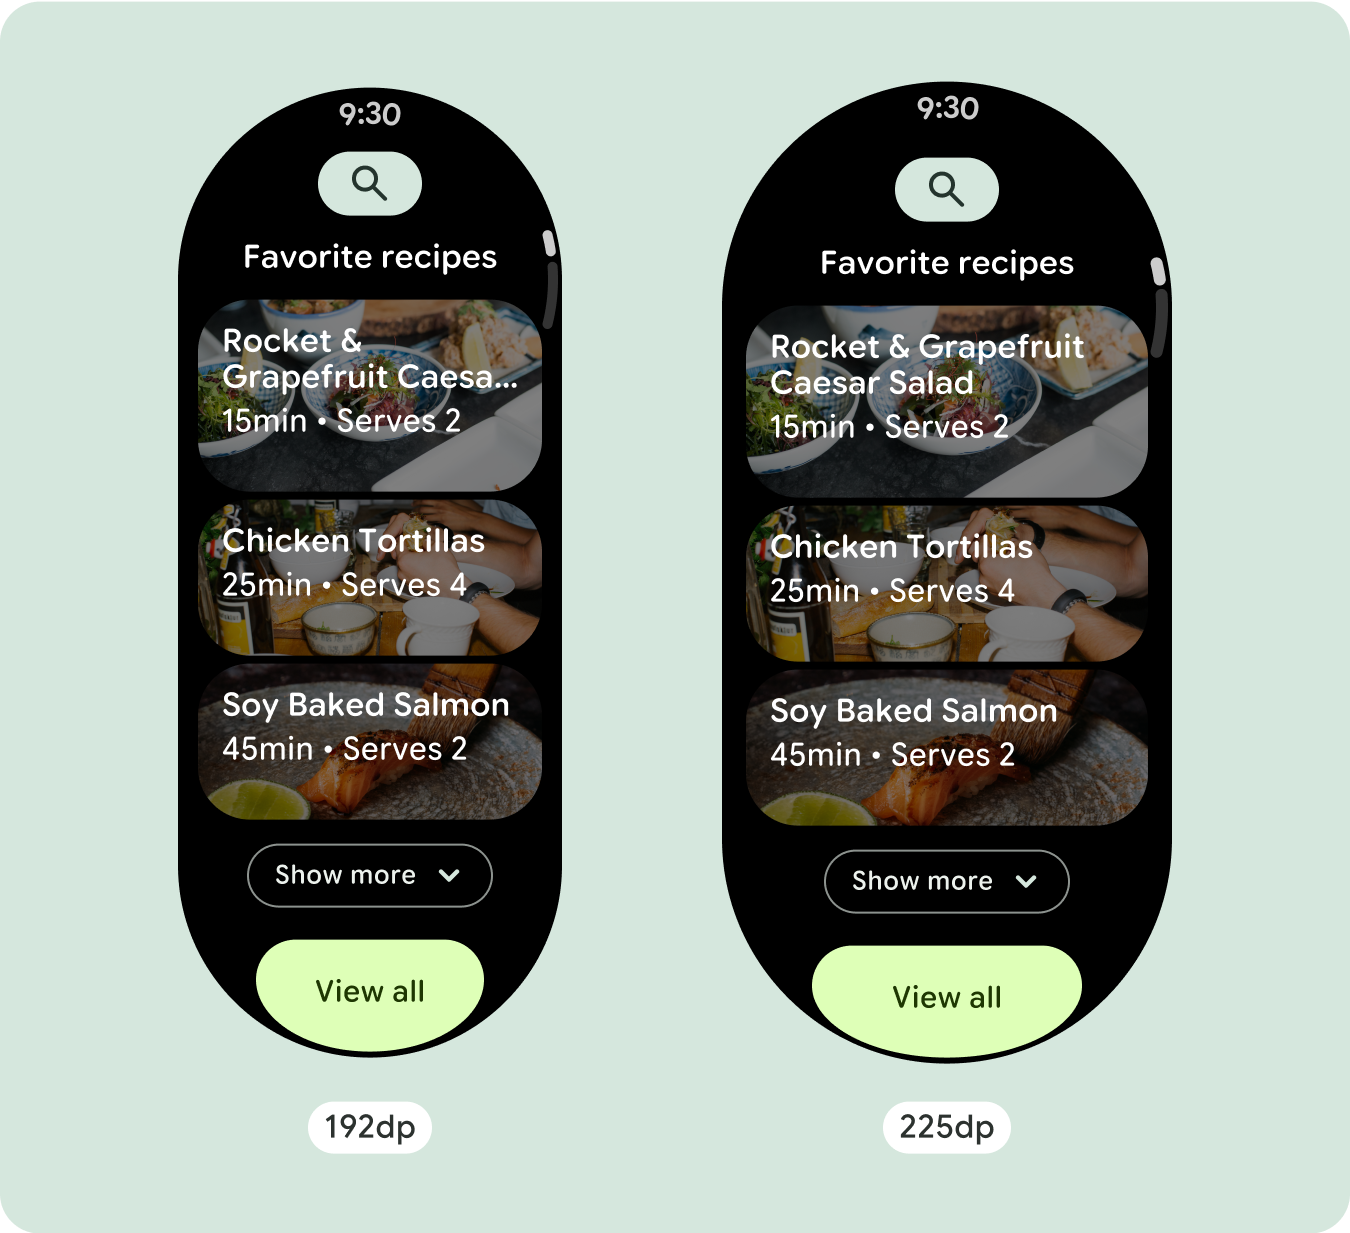 9:30
Favorite recipes
Rocket &
Grapefruit Caesa...
15min • Serves 2
Chicken Tortillas
25min • Serves 4
Soy Baked Salmon
45min • Serves 2
Show more
View all
192dp
9:30
Favorite recipes
Rocket & Grapefruit
Caesar Salad
15min • Serves 2
Chicken Tortillas
25min • Serves 4
Soy Baked Salmon
45min • Serves 2
Show more
View all
225dp